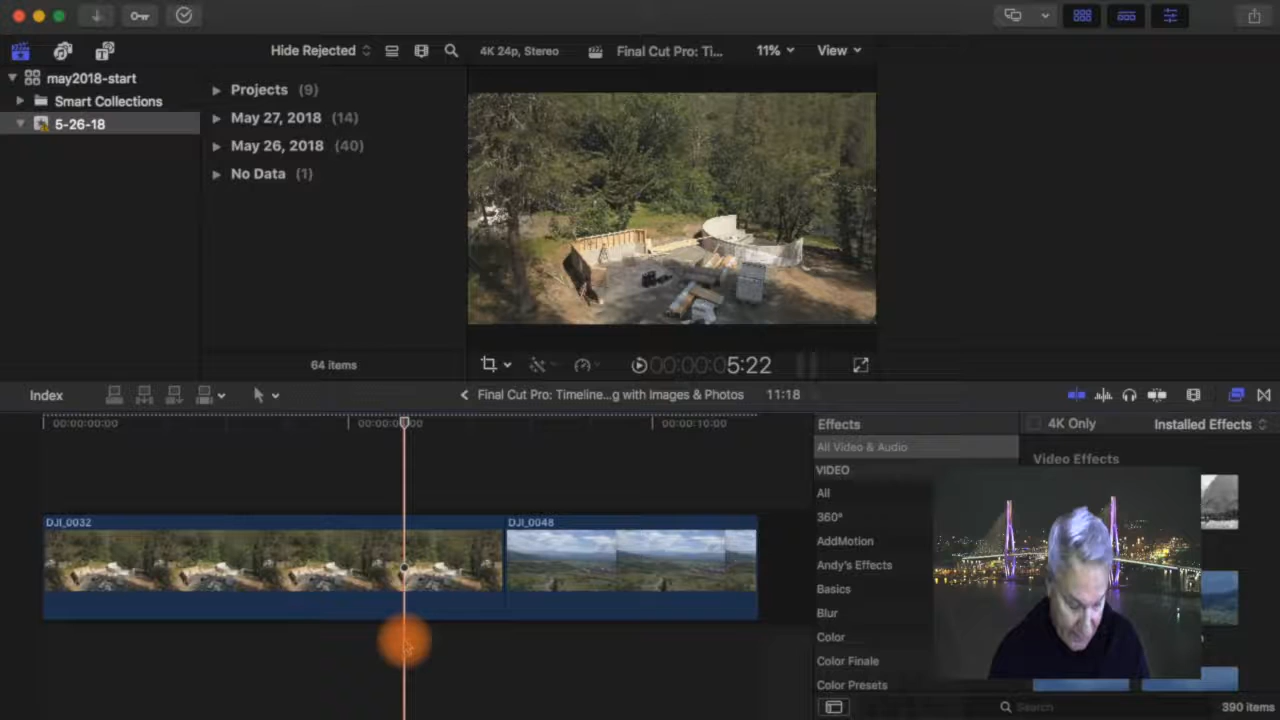 Hide Rejected
4K 24p, Stereo
Final Cut Pro: Ti...
11%
View
may2018-start
Smart Collections
5-26-18
Projects (9)
May 27, 2018 (14)
May 26, 2018 (40)
No Data (1)
64 items
00:00:00:05:22
Index
Final Cut Pro: Timeline...g with Images & Photos
11:18
00:00:00:00
00:00:10:00
DJI_0032
DJI_0048
Effects
4K Only
Installed Effects
All Video & Audio
Video Effects
VIDEO
All
360°
AddMotion
Andy's Effects
Basics
Blur
Color
Color Finale
Color Presets
Search
390 items